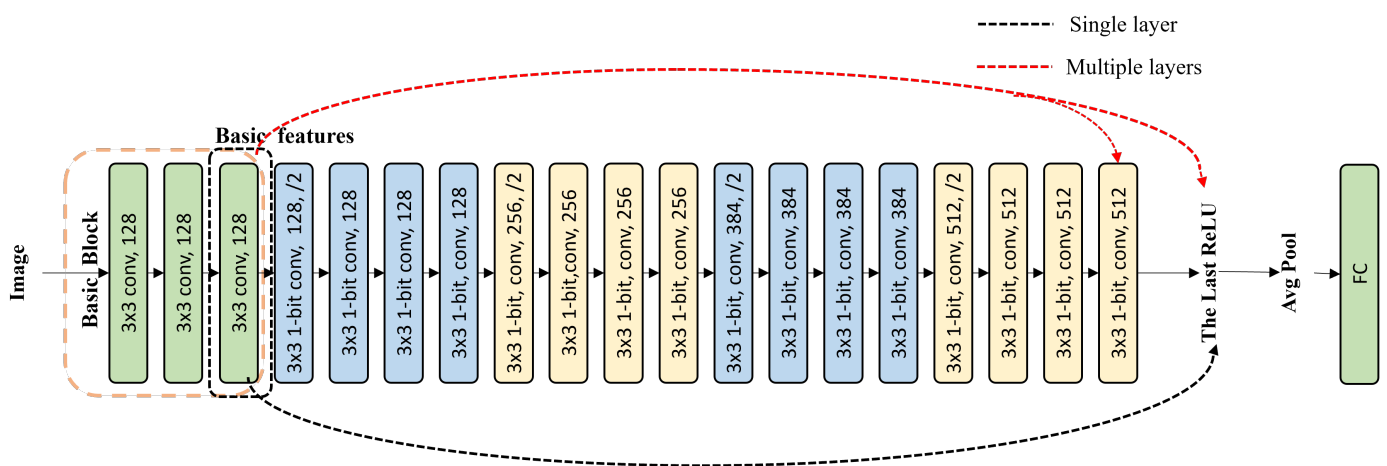 Single layer
Multiple layers
Basic features
Image
Basic Block
3x3 conv, 128
3x3 conv, 128
3x3 conv, 128
3x3 1-bit conv, 128, /2
3x3 1-bit conv, 128
3x3 1-bit, conv, 128
3x3 1-bit, conv, 128
3x3 1-bit, conv, 256, /2
3x3 1-bit,conv, 256
3x3 1-bit, conv, 256
3x3 1-bit, conv, 256
3x3 1-bit, conv, 384, /2
3x3 1-bit, conv, 384
3x3 1-bit, conv, 384
3x3 1-bit, conv, 384
3x3 1-bit, conv, 512, /2
3x3 1-bit, conv, 512
3x3 1-bit, conv, 512
3x3 1-bit, conv, 512
The Last ReLU
Avg Pool
FC